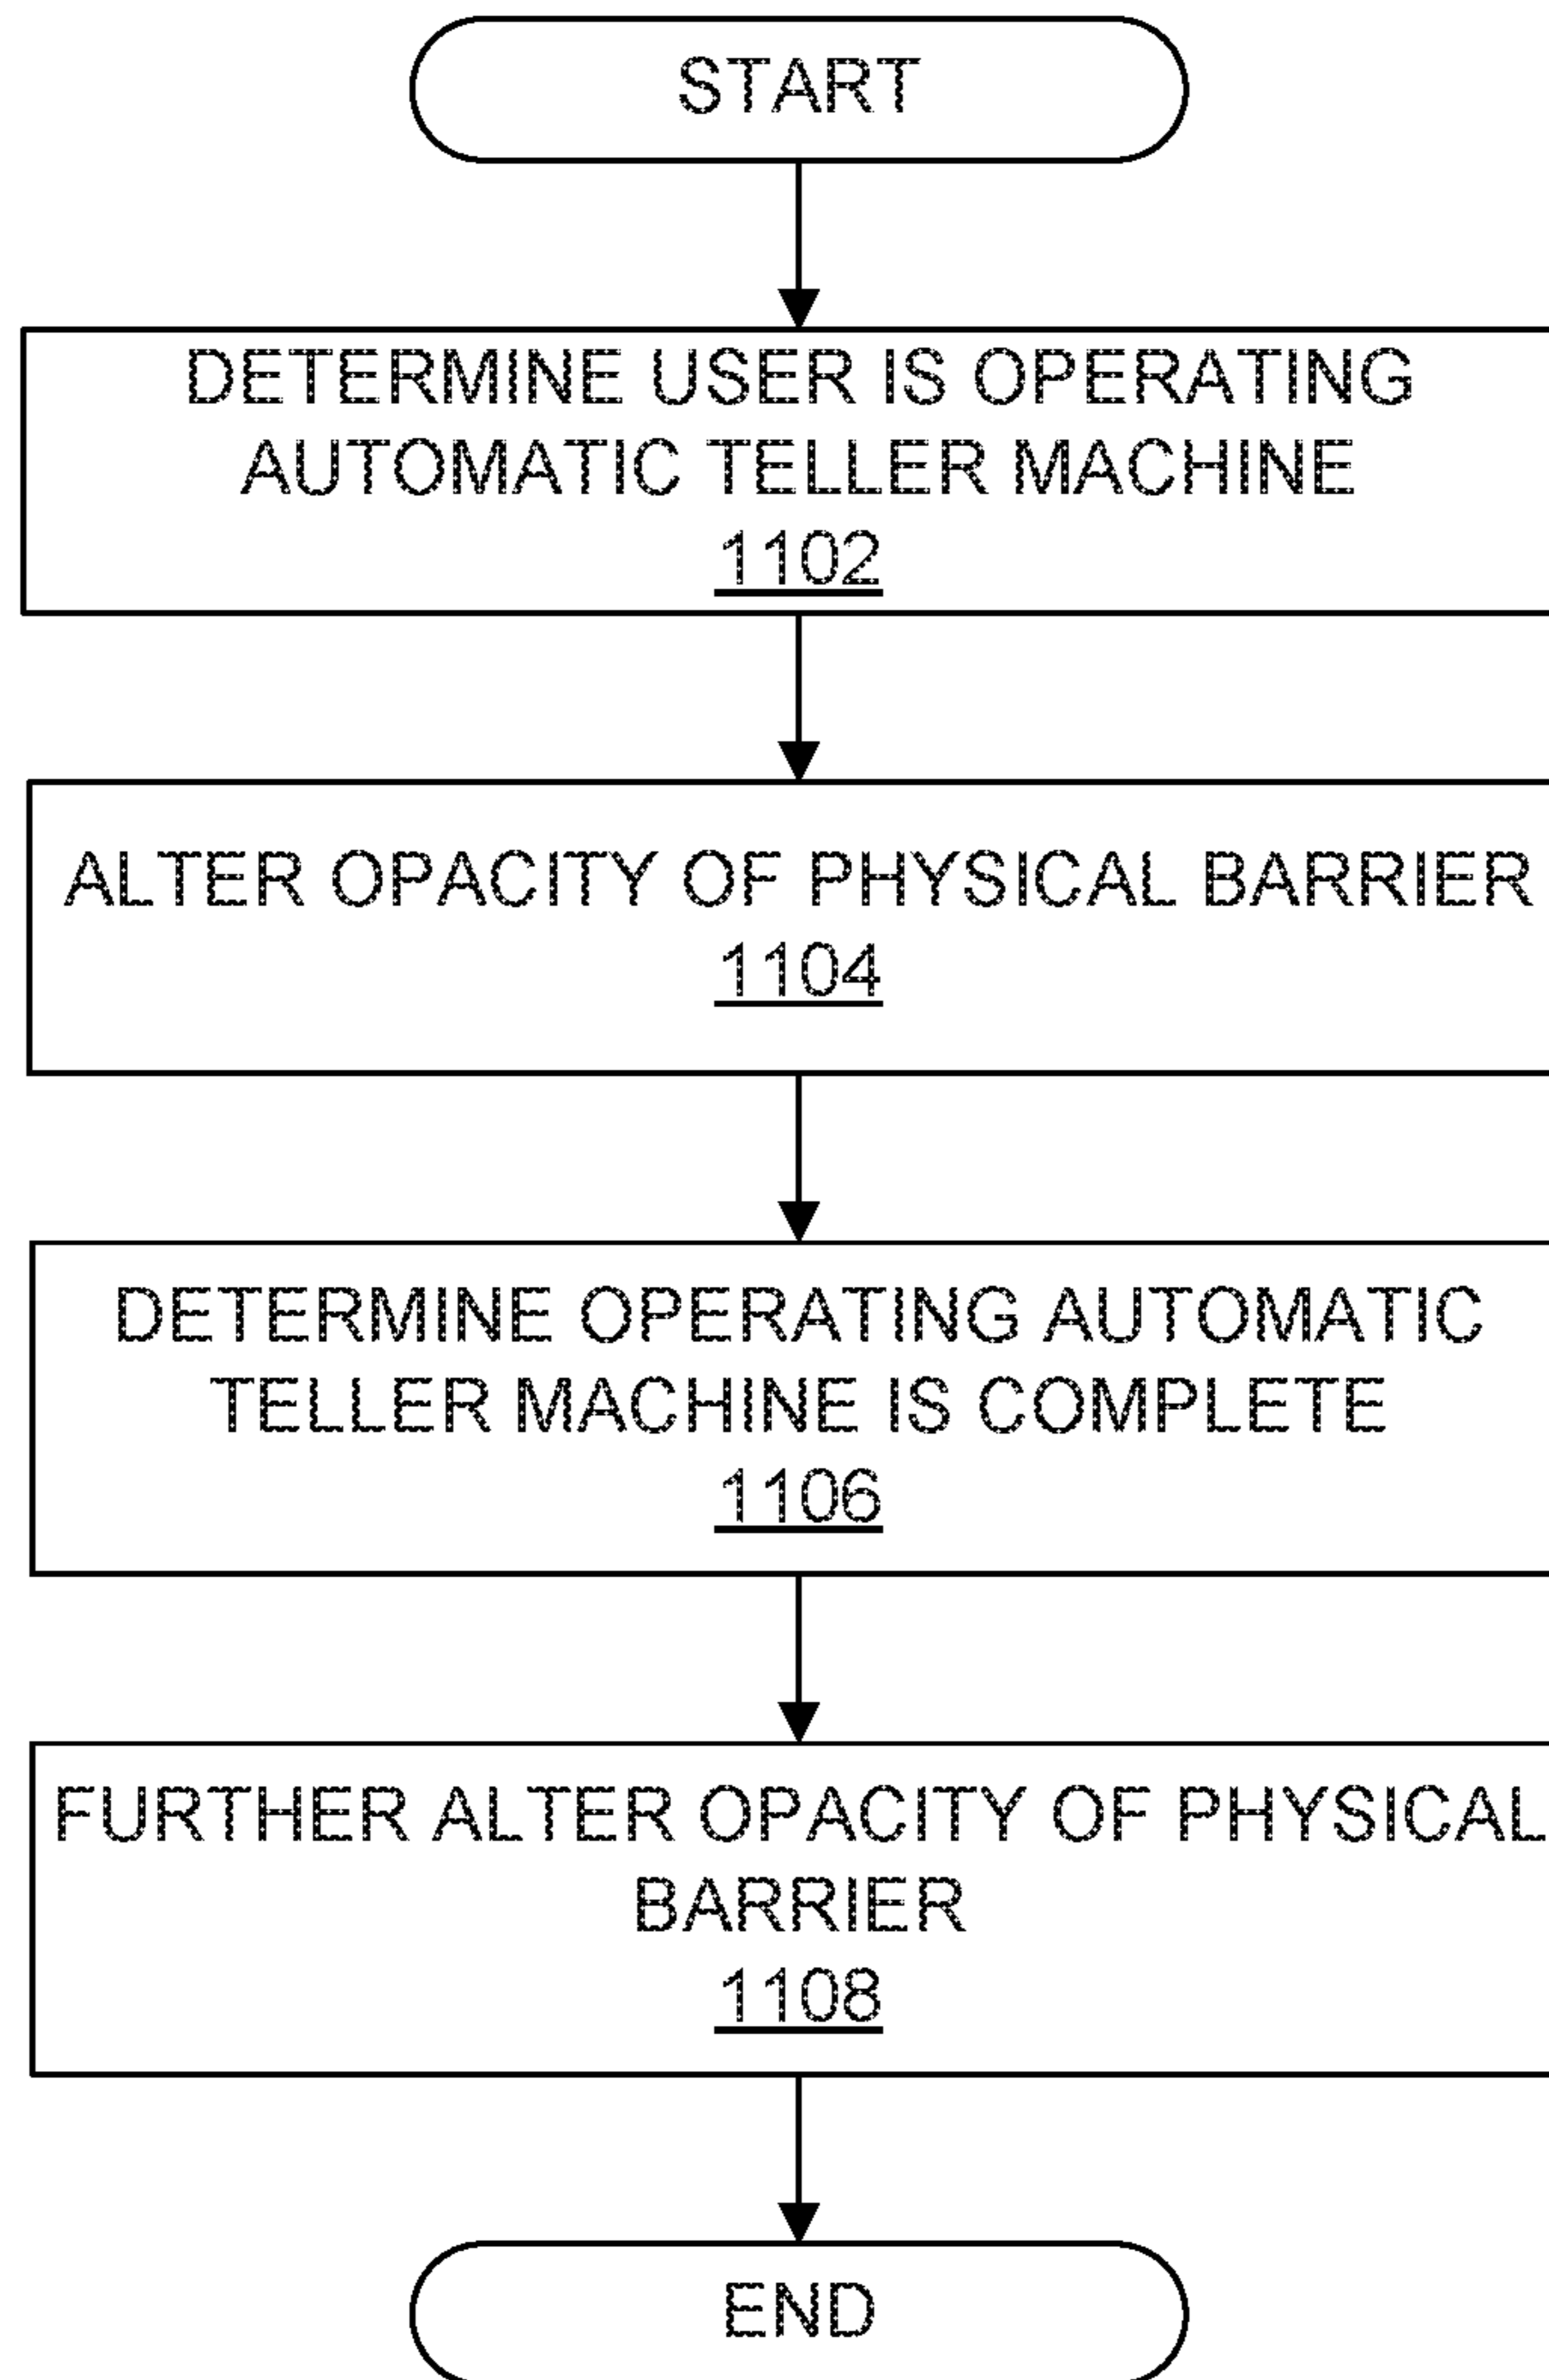 START
DETERMINE USER IS OPERATING
AUTOMATIC TELLER MACHINE
1102
ALTER OPACITY OF PHYSICAL BARRIER
1104
DETERMINE OPERATING AUTOMATIC
TELLER MACHINE IS COMPLETE
1106
FURTHER ALTER OPACITY OF PHYSICAL
BARRIER
1108
END